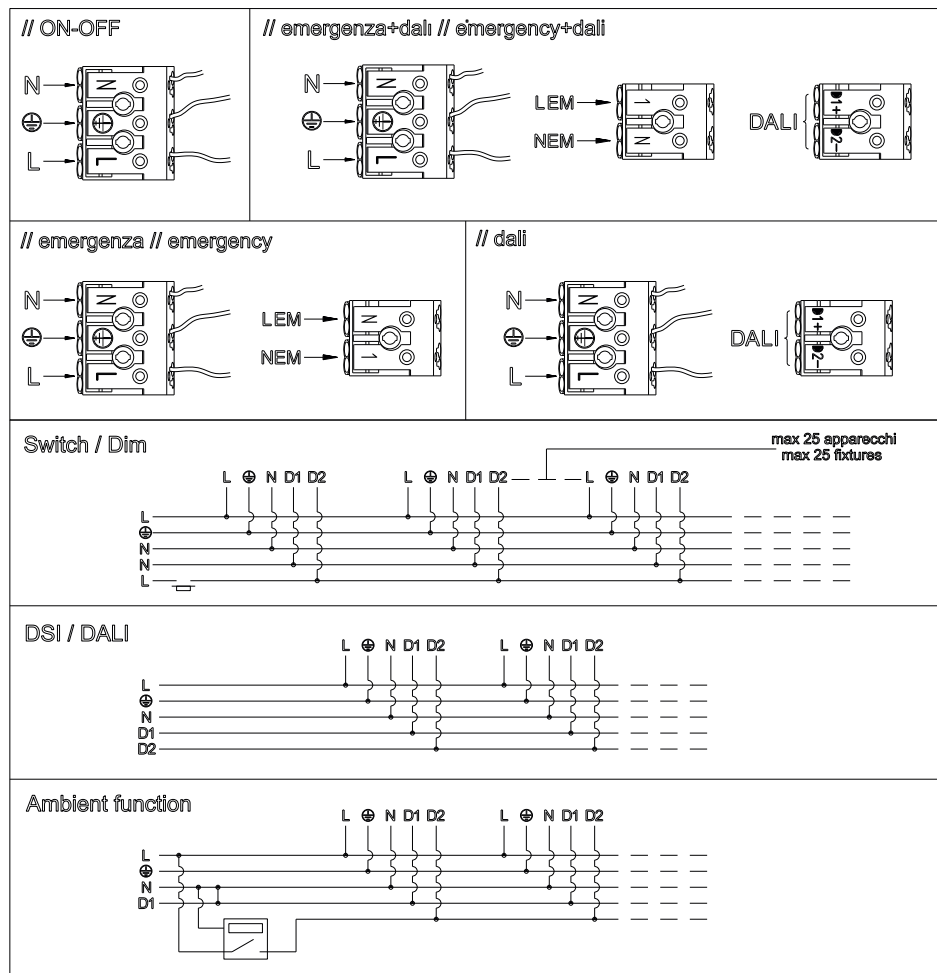 // ON-OFF
N
L
N
L
// emergenza+dalı // ėmergency+dali
N
L
N
L
LEM
NEM
1
N
DALI
D1+
D2-
// emergenza // emergency
N
L
N
L
LEM
NEM
N
1
// dali
N
L
N
L
DALI
D1+
D2-
Switch / Dim
max 25 apparecchi
max 25 fixtures
L ⏚ N D1 D2 L ⏚ N D1 D2 L ⏚ N D1 D2
L
⏚
N
N
L
DSI / DALI
L ⏚ N D1 D2 L ⏚ N D1 D2
L
⏚
N
D1
D2
Ambient function
L ⏚ N D1 D2 L ⏚ N D1 D2
L
⏚
N
D1